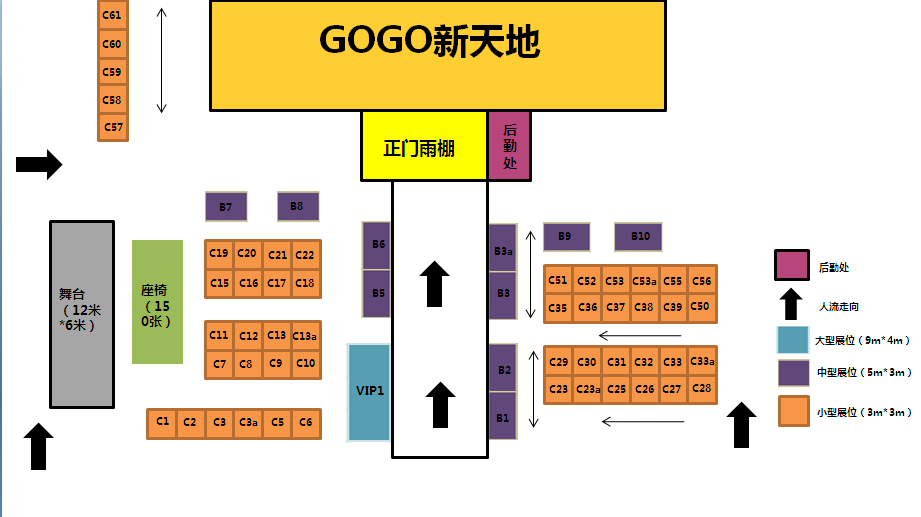 C61
GOGO新天地
C60
C59
C58
C57
正门雨棚
后
勤
处
B7
B8
B6
B5
B3a
B3
B9
B10
C19 C20 C21 C22
C15 C16 C17 C18
C51 C52 C53 C53a C55 C56
C35 C36 C37 C38 C39 C50
舞台
（12米
*6米）
座椅
（15
0张）
C11 C12 C13 C13a
C7 C8 C9 C10
VIP1
B2
B1
C29 C30 C31 C32 C33 C33a
C23 C23a C25 C26 C27 C28
C1 C2 C3 C3a C5 C6
后勤处
人流走向
大型展位（9m*4m）
中型展位（5m*3m）
小型展位（3m*3m）